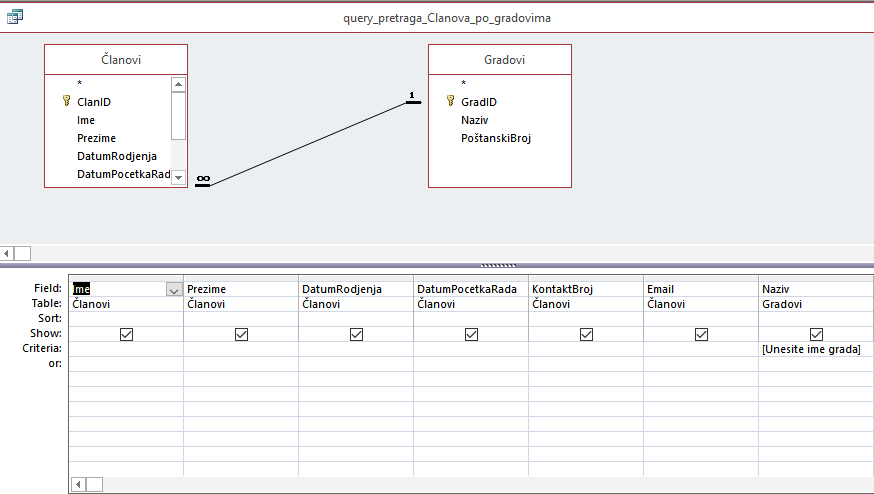 query_pretraga_Clanova_po_gradovima
Članovi
*
ClanID
Ime
Prezime
DatumRodjenja
DatumPocetkaRad
∞
1
Gradovi
*
GradID
Naziv
PoštanskiBroj
Field: Ime Prezime DatumRodjenja DatumPocetkaRada KontaktBroj Email Naziv
Table: Članovi Članovi Članovi Članovi Članovi Članovi Gradovi
Sort:
Show:
Criteria: [Unesite ime grada]
or: